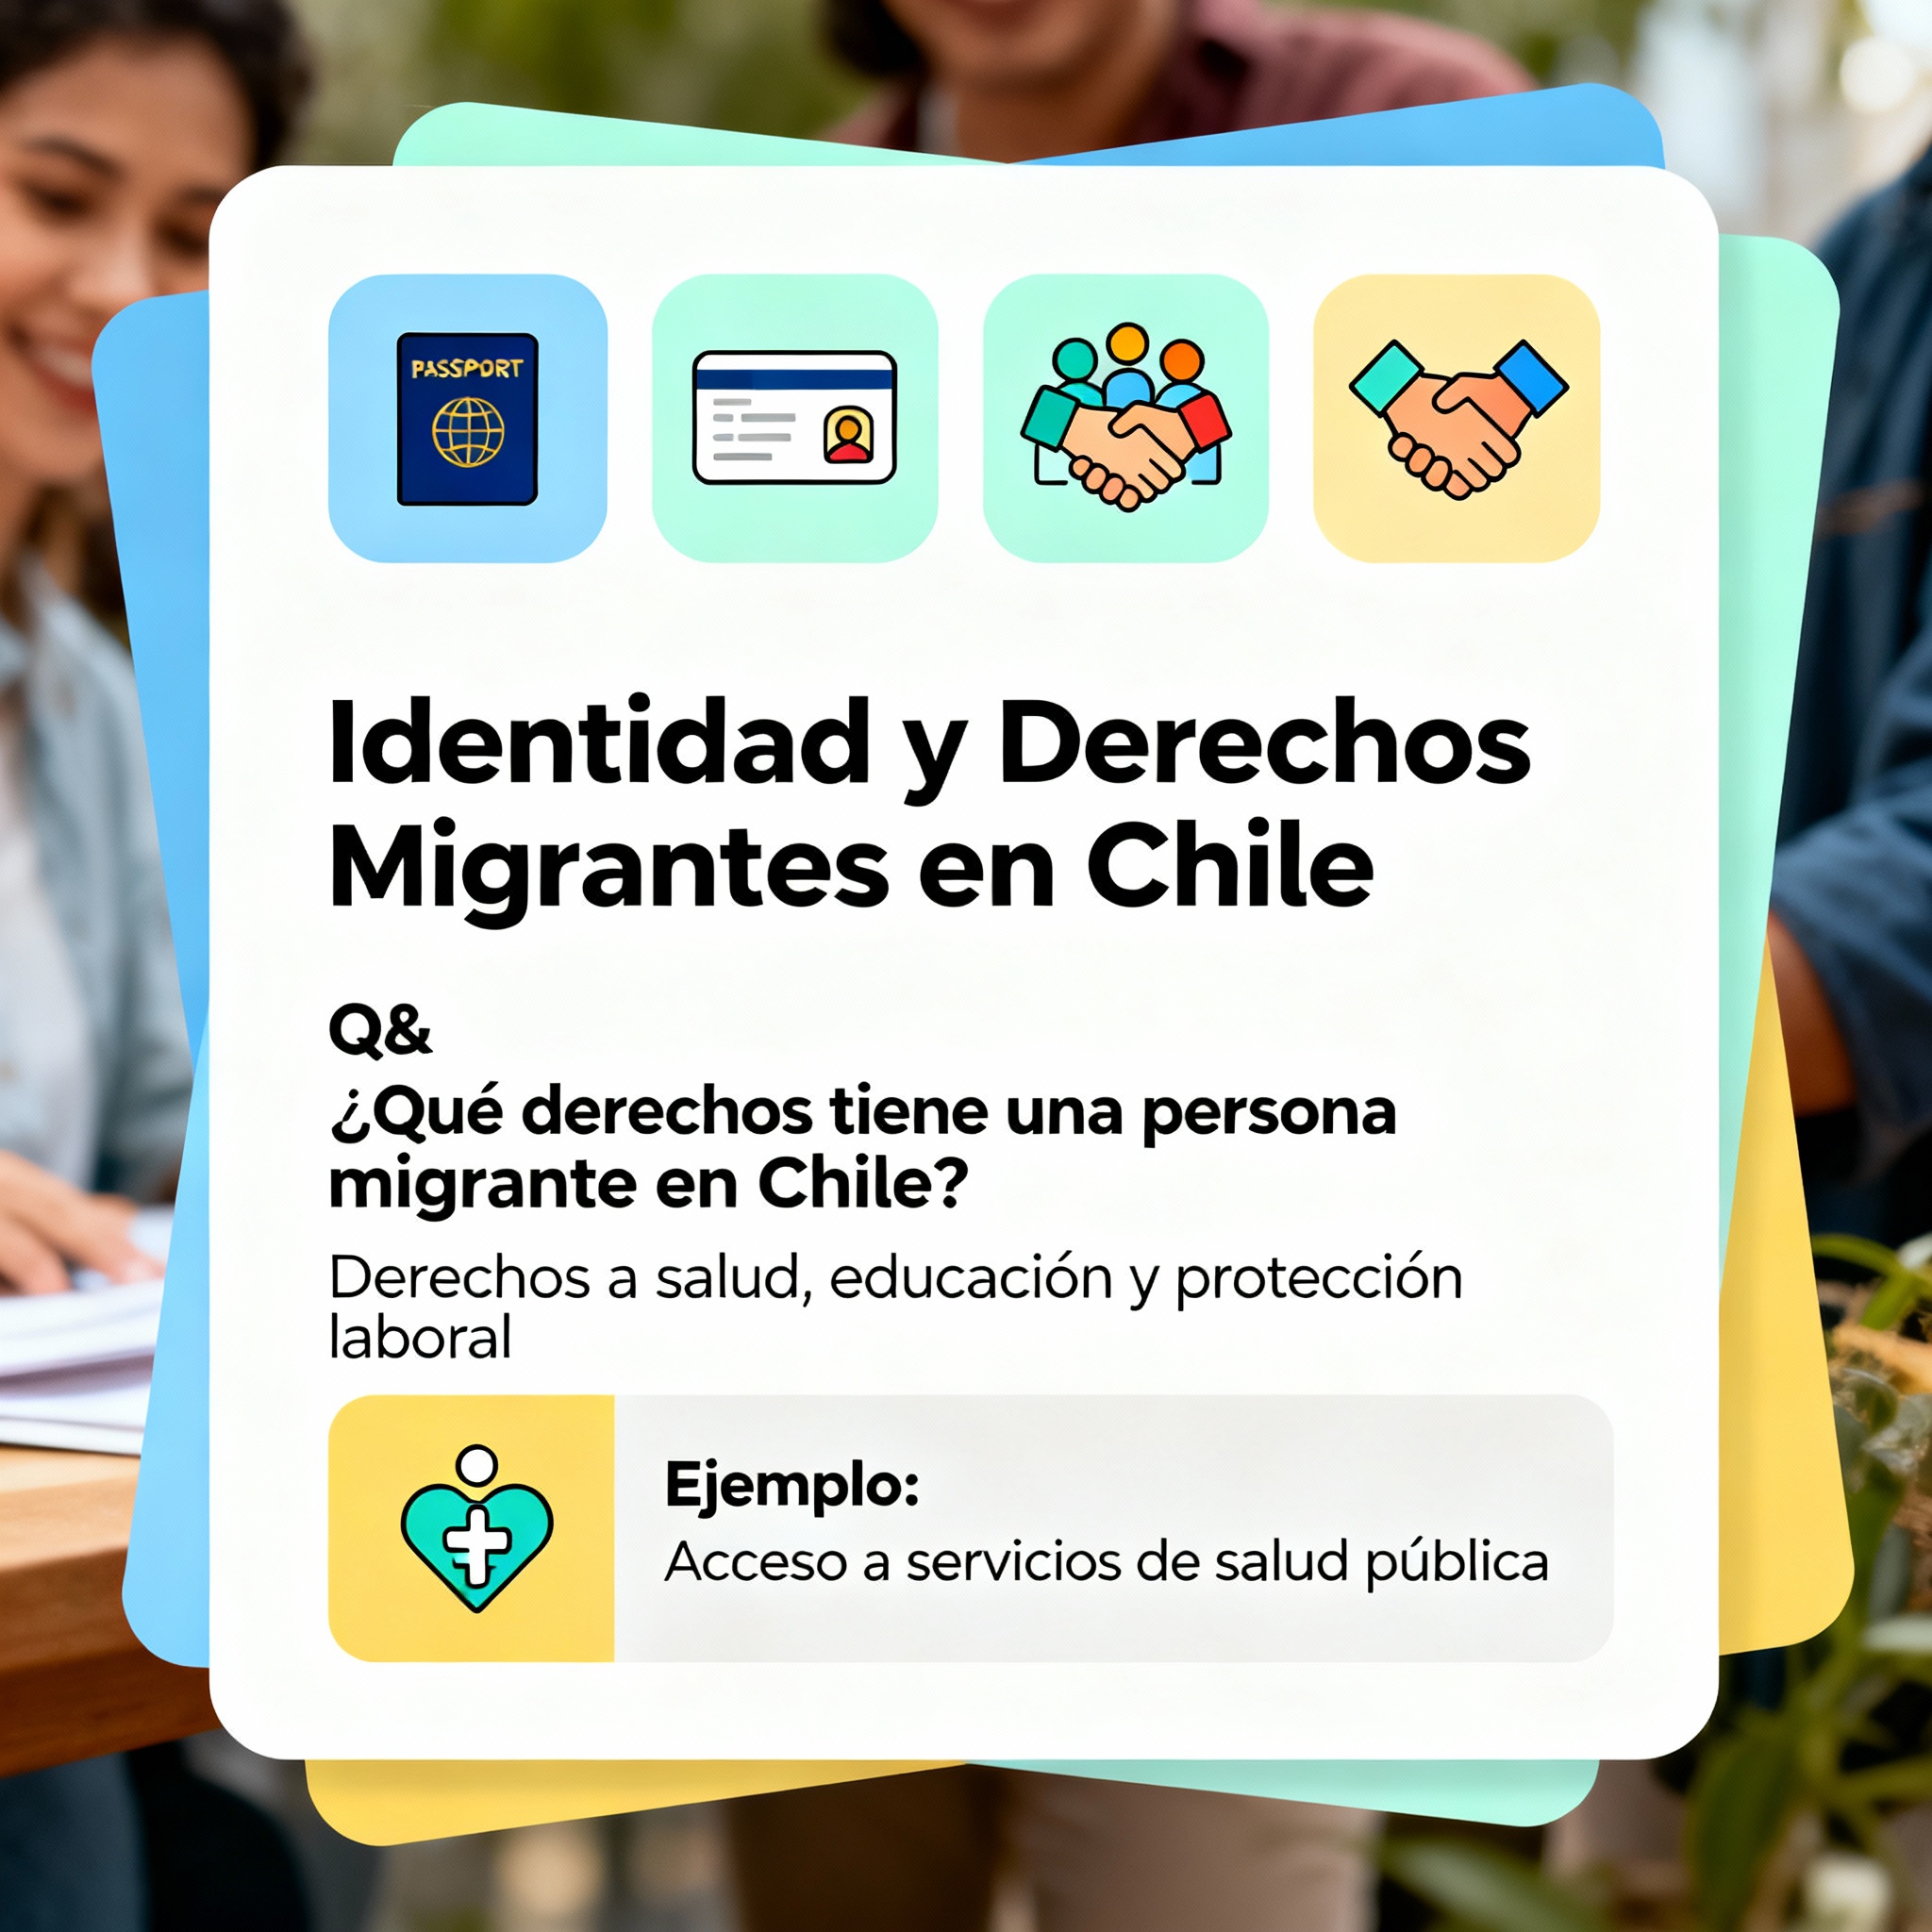 PASSPORT
Identidad y Derechos
Migrantes en Chile
Q&
¿Qué derechos tiene una persona
migrante en Chile?
Derechos a salud, educación y protección
laboral
Ejemplo:
Acceso a servicios de salud pública